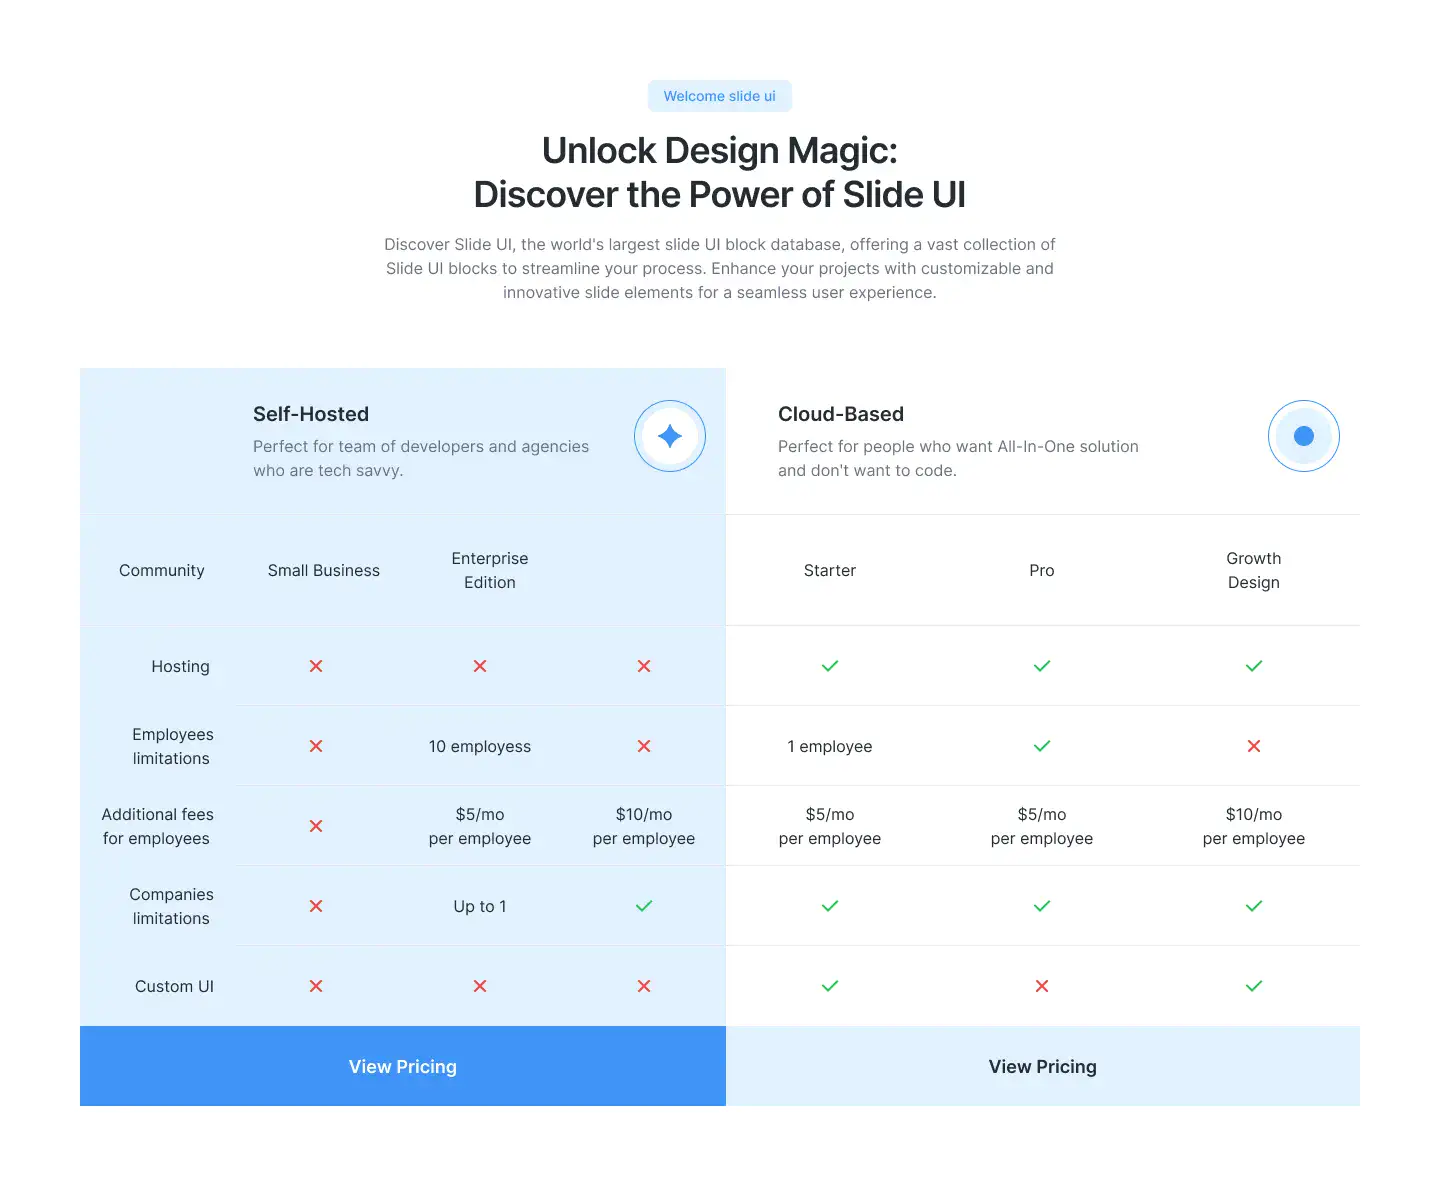 Welcome slide ui
Unlock Design Magic:
Discover the Power of Slide UI
Discover Slide UI, the world's largest slide UI block database, offering a vast collection of
Slide UI blocks to streamline your process. Enhance your projects with customizable and
innovative slide elements for a seamless user experience.
Self-Hosted
Perfect for team of developers and agencies
who are tech savvy.
Cloud-Based
Perfect for people who want All-In-One solution
and don't want to code.
Community
Small Business
Enterprise
Edition
Starter
Pro
Growth
Design
Hosting
Employees
limitations
10 employess
1 employee
Additional fees
for employees
$5/mo
per employee
$10/mo
per employee
$5/mo
per employee
$5/mo
per employee
$10/mo
per employee
Companies
limitations
Up to 1
Custom UI
View Pricing
View Pricing